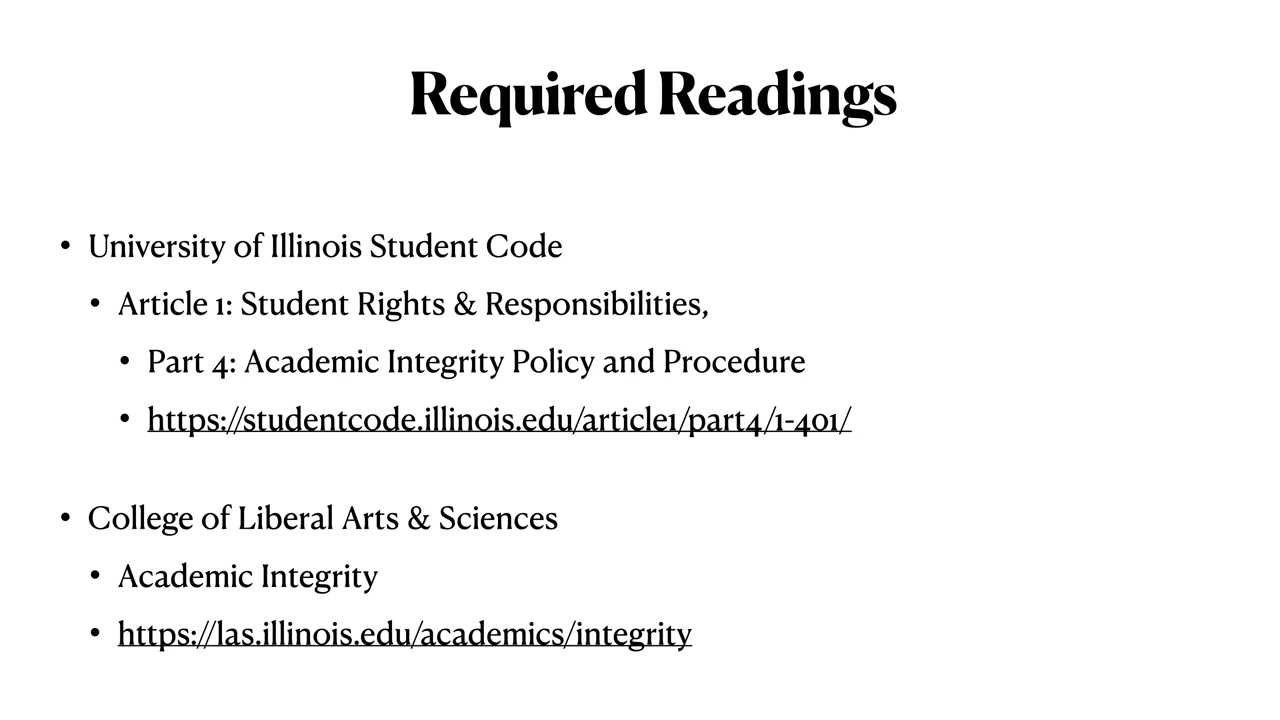 Required Readings
• University of Illinois Student Code
• Article 1: Student Rights & Responsibilities,
• Part 4: Academic Integrity Policy and Procedure
• https://studentcode.illinois.edu/article1/part4/1-401/
• College of Liberal Arts & Sciences
• Academic Integrity
• https://las.illinois.edu/academics/integrity